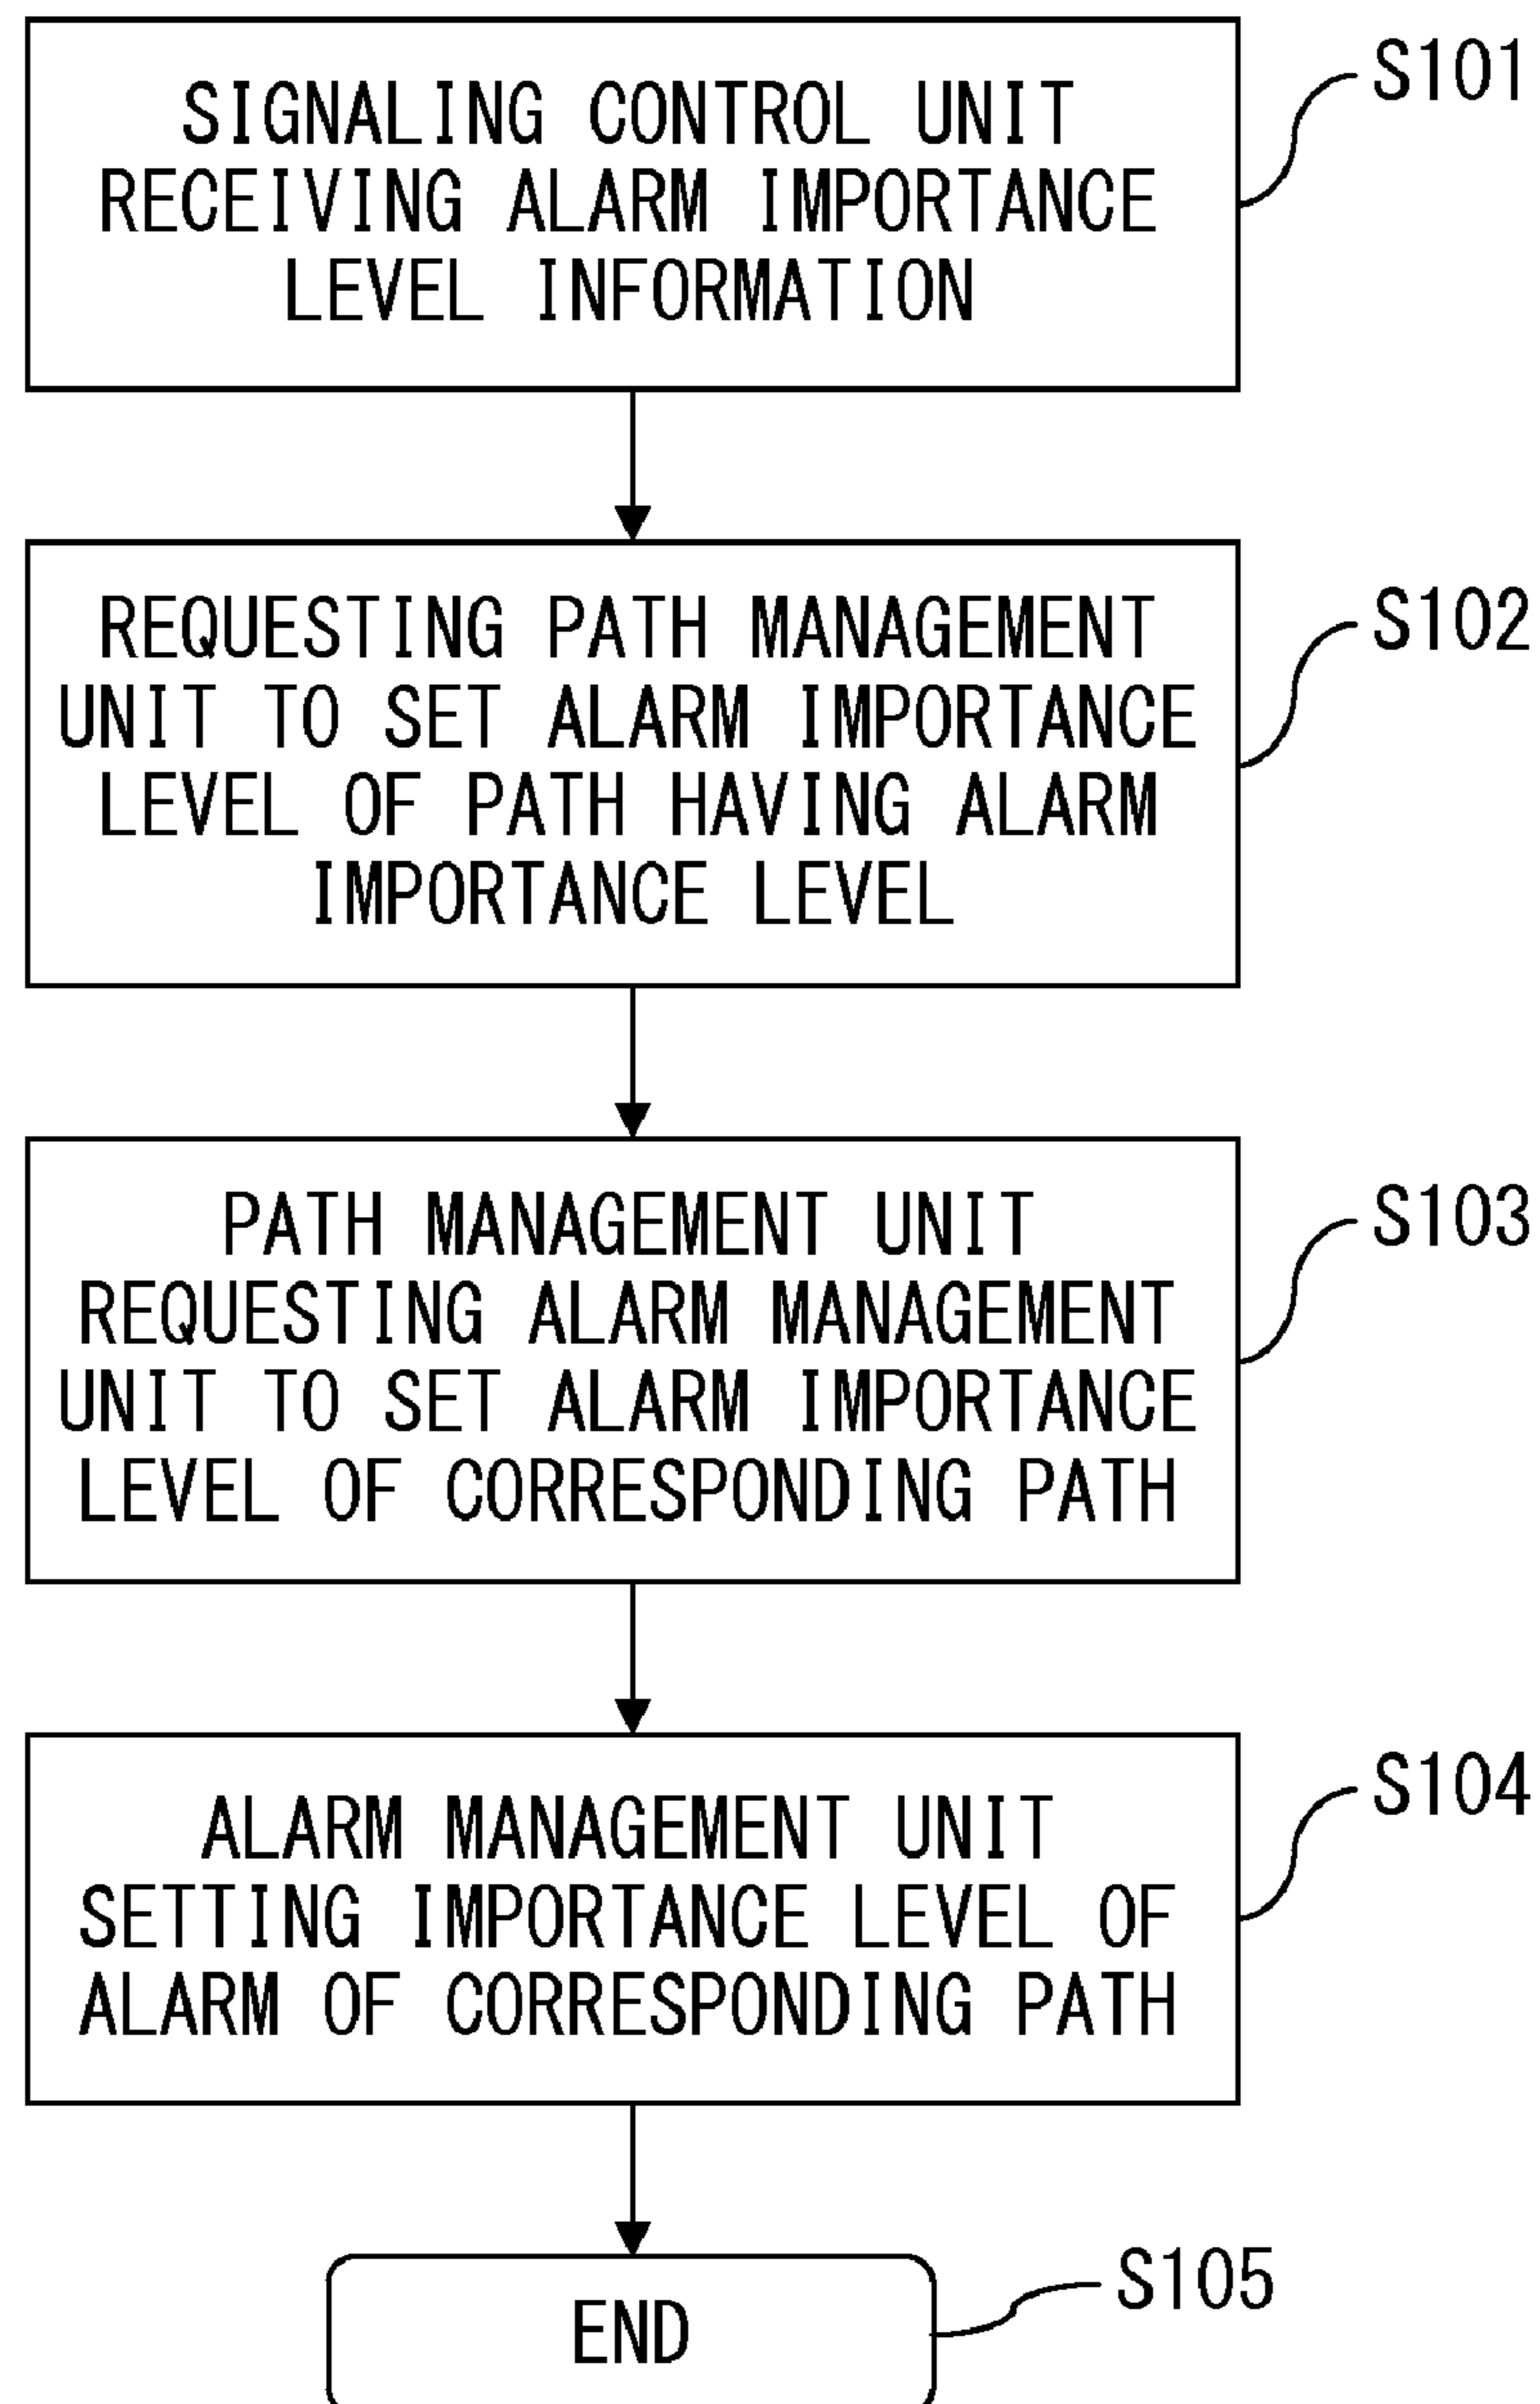 SIGNALING CONTROL UNIT
RECEIVING ALARM IMPORTANCE
LEVEL INFORMATION
S101
REQUESTING PATH MANAGEMENT
UNIT TO SET ALARM IMPORTANCE
LEVEL OF PATH HAVING ALARM
IMPORTANCE LEVEL
S102
PATH MANAGEMENT UNIT
REQUESTING ALARM MANAGEMENT
UNIT TO SET ALARM IMPORTANCE
LEVEL OF CORRESPONDING PATH
S103
ALARM MANAGEMENT UNIT
SETTING IMPORTANCE LEVEL OF
ALARM OF CORRESPONDING PATH
S104
END
S105